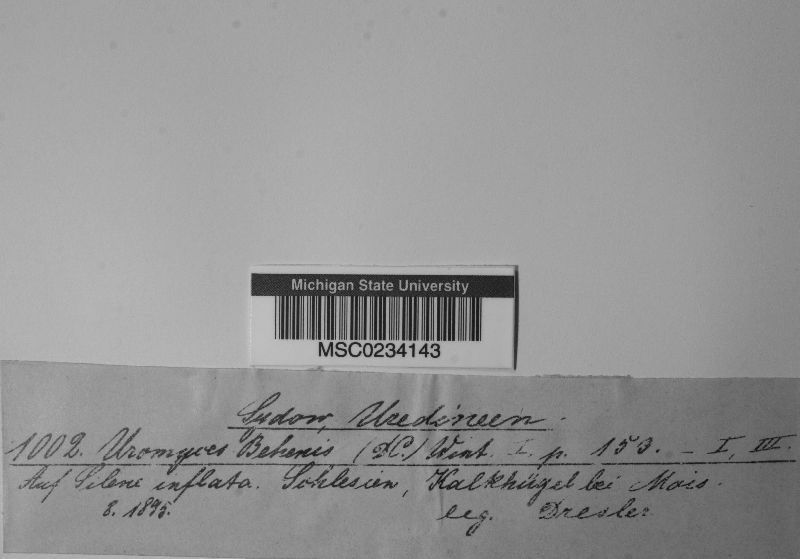 Michigan State University
MSC0234143
Sydow, Uredineen.
1002. Uromyces Behenis (DC.) Wint. I, p. 153. – I, III.
Auf Silene inflata. Schlesien, Kalkhügel bei Mois.
8. 1895. leg. Dresler